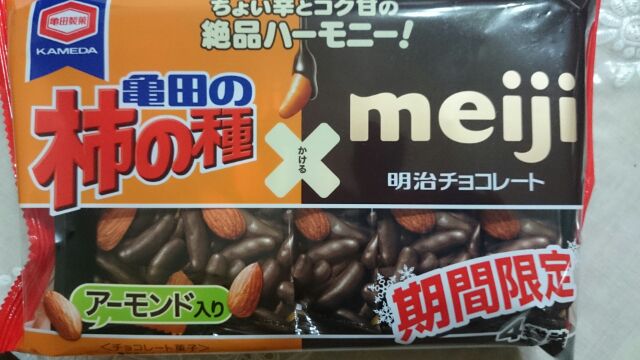 亀田製菓
KAMEDA
ちょい辛とコク甘の
絶品ハーモニー!
亀田の
柿の種
かける
meiji
明治チョコレート
アーモンド入り
期間限定
<チョコレート菓子>